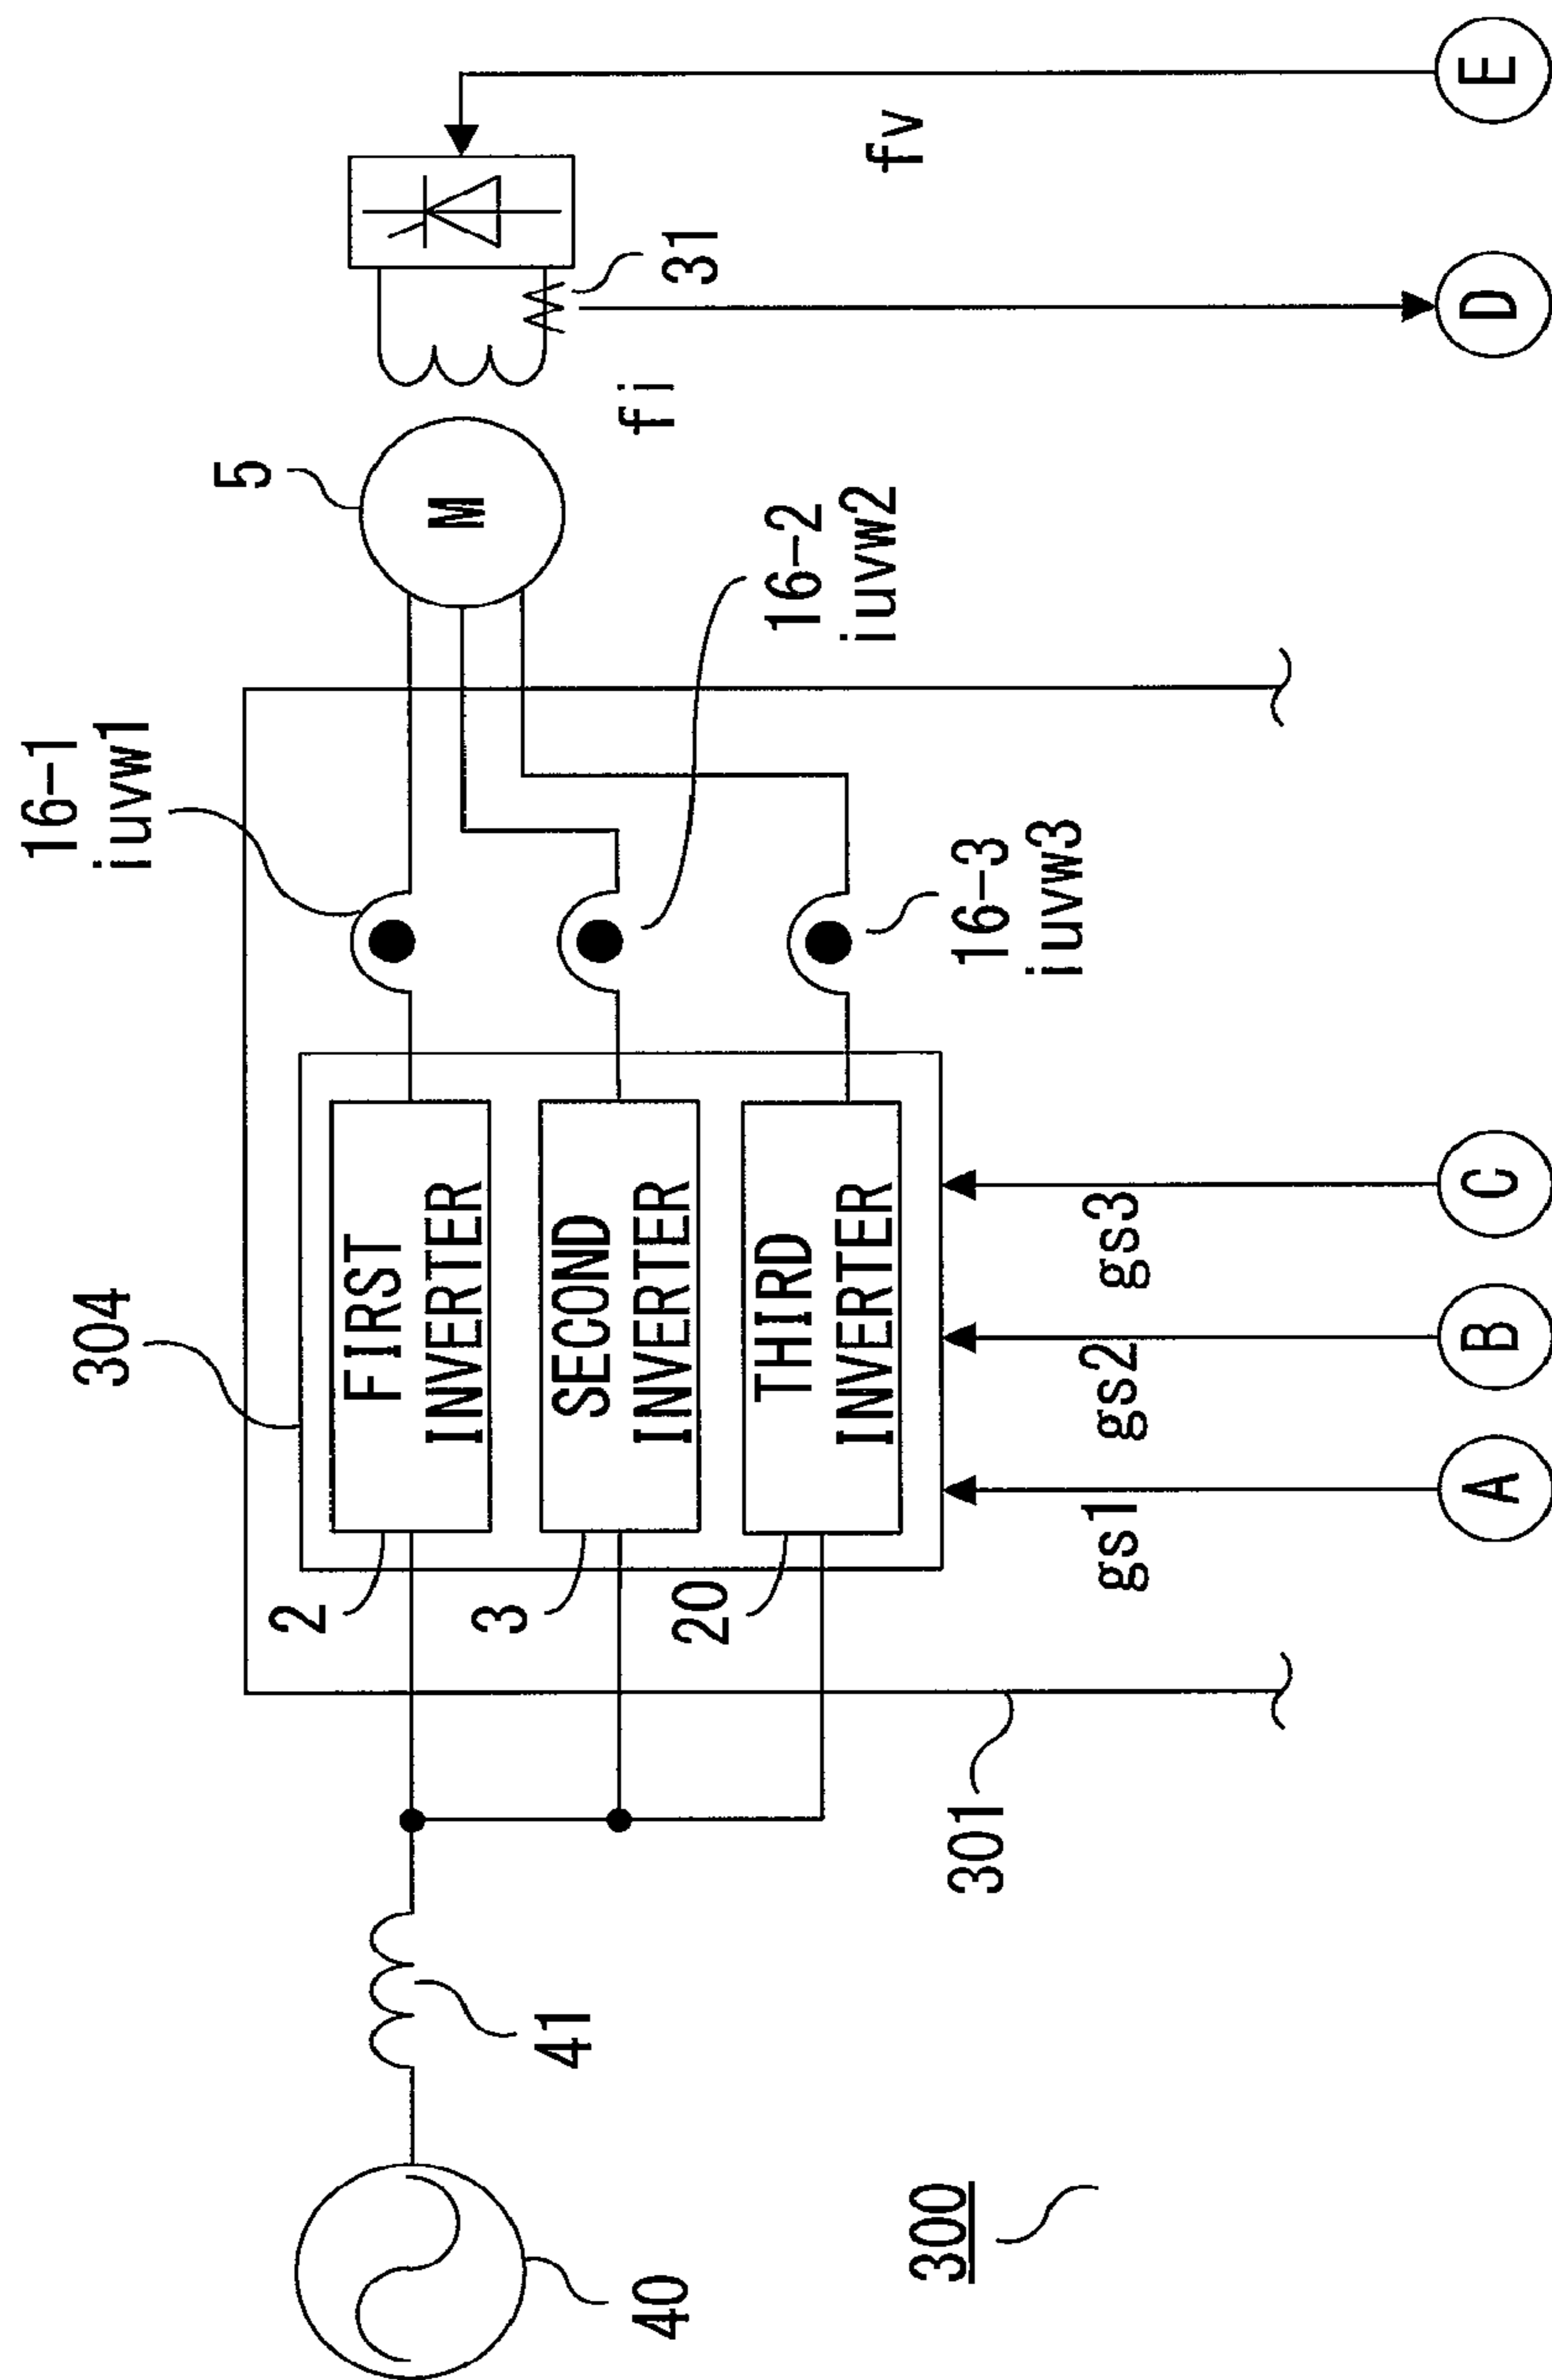 16-1
iuvw1
304
5
FIRST
INVERTER
2
M
SECOND
INVERTER
3
16-2
iuvw2
fi
31
THIRD
INVERTER
20
16-3
iuvw3
fv
40
41
301
300
gs1
gs2
gs3
A
B
C
D
E